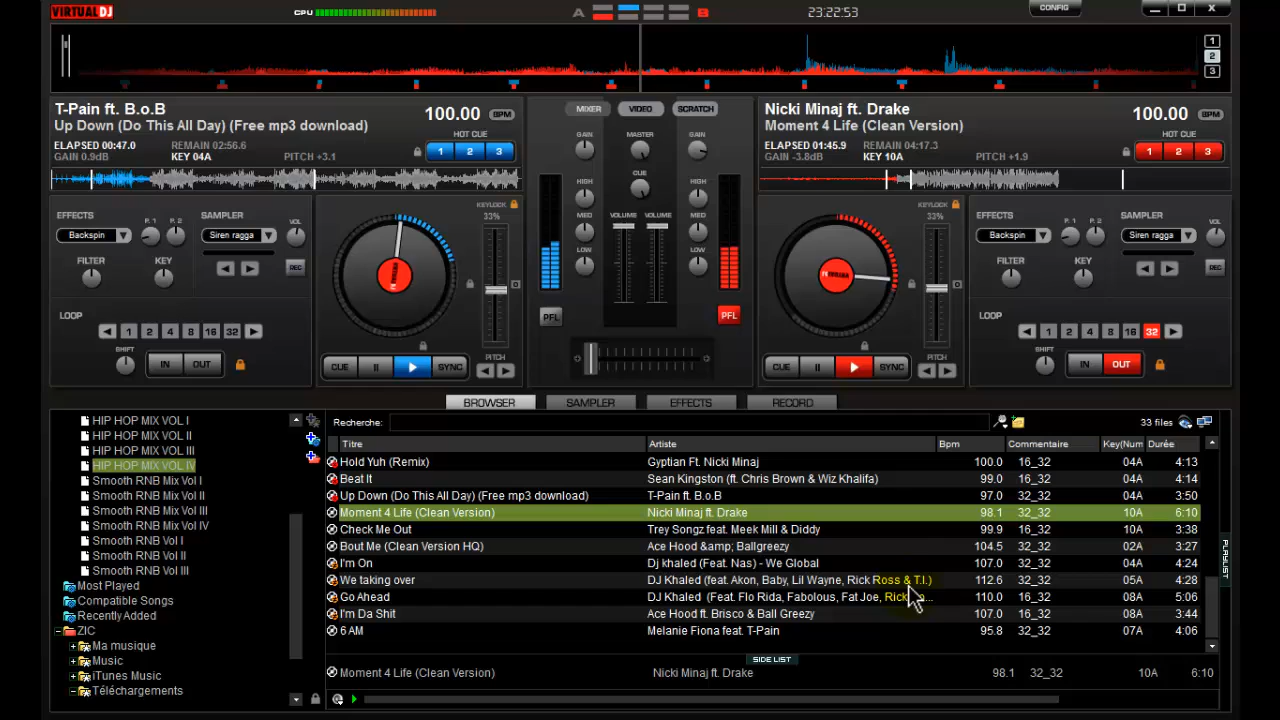 VIRTUAL DJ
CPU
A
B
23:22:53
CONFIG
1
2
3
T-Pain ft. B.o.B
Up Down (Do This All Day) (Free mp3 download)
100.00 BPM
HOT CUE
ELAPSED 00:47.0 REMAIN 02:56.6
GAIN 0.9dB KEY 04A PITCH +3.1
1 2 3
MIXER VIDEO SCRATCH
GAIN MASTER GAIN
CUE
HIGH HIGH
MED VOLUME VOLUME MED
LOW LOW
PFL PFL
Nicki Minaj ft. Drake
Moment 4 Life (Clean Version)
100.00 BPM
HOT CUE
ELAPSED 01:45.9 REMAIN 04:17.3
GAIN -3.8dB KEY 10A PITCH +1.9
1 2 3
EFFECTS P. 1 P. 2 SAMPLER VOL
Backspin Siren ragga
FILTER KEY REC
LOOP
1 2 4 8 16 32
SHIFT IN OUT
KEYLOCK
33%
CUE SYNC PITCH
KEYLOCK
33%
CUE SYNC PITCH
EFFECTS P. 1 P. 2 SAMPLER VOL
Backspin Siren ragga
FILTER KEY REC
LOOP
1 2 4 8 16 32
SHIFT IN OUT
BROWSER SAMPLER EFFECTS RECORD
HIP HOP MIX VOL I
HIP HOP MIX VOL II
HIP HOP MIX VOL III
HIP HOP MIX VOL IV
Smooth RNB Mix Vol I
Smooth RNB Mix Vol II
Smooth RNB Mix Vol III
Smooth RNB Mix Vol IV
Smooth RNB Vol I
Smooth RNB Vol II
Smooth RNB Vol III
Most Played
Compatible Songs
Recently Added
ZIC
Ma musique
Music
iTunes Music
Téléchargements
Recherche: 33 files
Titre Artiste Bpm Commentaire Key(Num Durée
Hold Yuh (Remix) Gyptian Ft. Nicki Minaj 100.0 16_32 04A 4:13
Beat It Sean Kingston (ft. Chris Brown & Wiz Khalifa) 99.0 16_32 04A 4:14
Up Down (Do This All Day) (Free mp3 download) T-Pain ft. B.o.B 97.0 32_32 04A 3:50
Moment 4 Life (Clean Version) Nicki Minaj ft. Drake 98.1 32_32 10A 6:10
Check Me Out Trey Songz feat. Meek Mill & Diddy 99.9 16_32 10A 3:38
Bout Me (Clean Version HQ) Ace Hood &amp; Ballgreezy 104.5 32_32 02A 3:27
I'm On Dj khaled (Feat. Nas) - We Global 104.0 32_32 01A 4:24
We taking over DJ Khaled (feat. Akon, Baby, Lil Wayne, Rick Ross & T.I.) 112.6 32_32 05A 4:28
Go Ahead DJ Khaled (Feat. Flo Rida, Fabolous, Fat Joe, Rick ... 110.0 16_32 08A 5:06
I'm Da Shit Ace Hood ft. Brisco & Ball Greezy 107.0 32_32 08A 3:44
6 AM Melanie Fiona feat. T-Pain 95.8 32_32 07A 4:06
SIDE LIST
Moment 4 Life (Clean Version) Nicki Minaj ft. Drake 98.1 32_32 10A 6:10
PLAYLIST